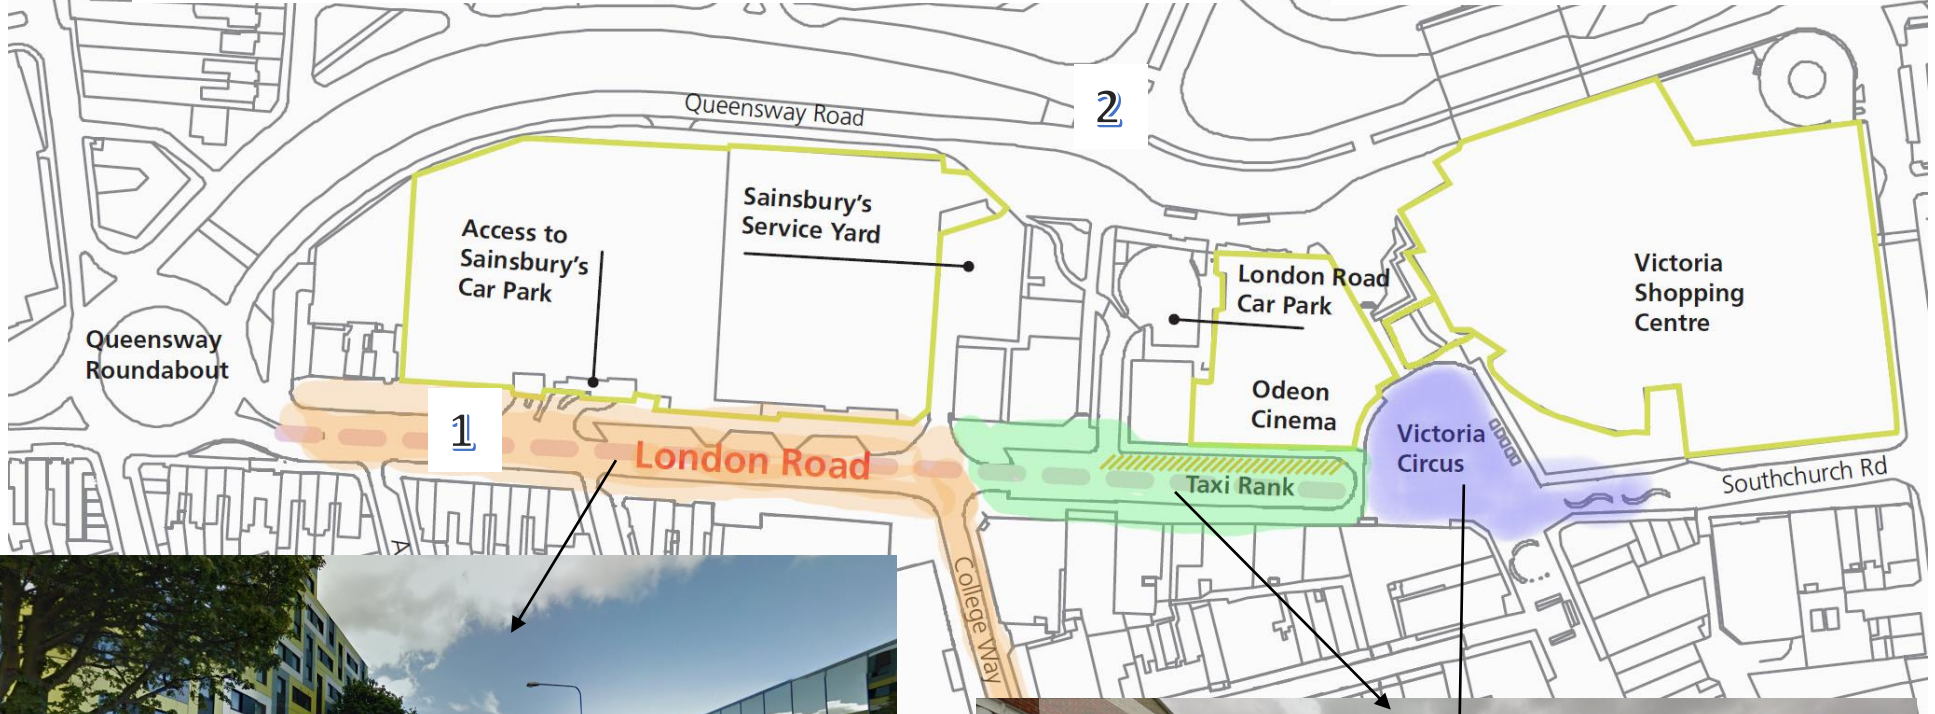 Queensway Road
2
Sainsbury's
Service Yard
Access to
Sainsbury's
Car Park
London Road
Car Park
Victoria
Shopping
Centre
Queensway
Roundabout
Odeon
Cinema
1
London Road
Victoria
Circus
Taxi Rank
Southchurch Rd
A
College Way